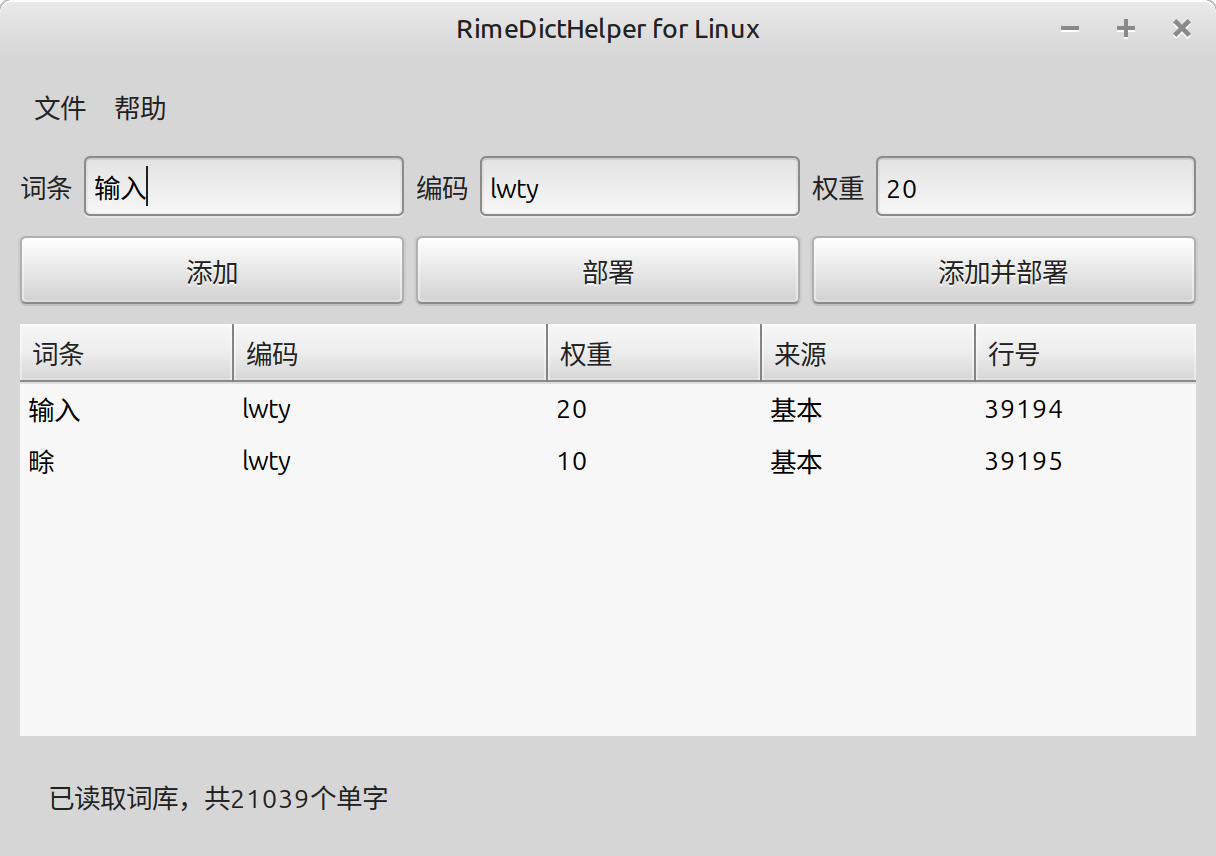 RimeDictHelper for Linux
文件 帮助
词条 输入 编码 lwty 权重 20
添加 部署 添加并部署
词条 编码 权重 来源 行号
输入 lwty 20 基本 39194
畭 lwty 10 基本 39195
已读取词库，共21039个单字